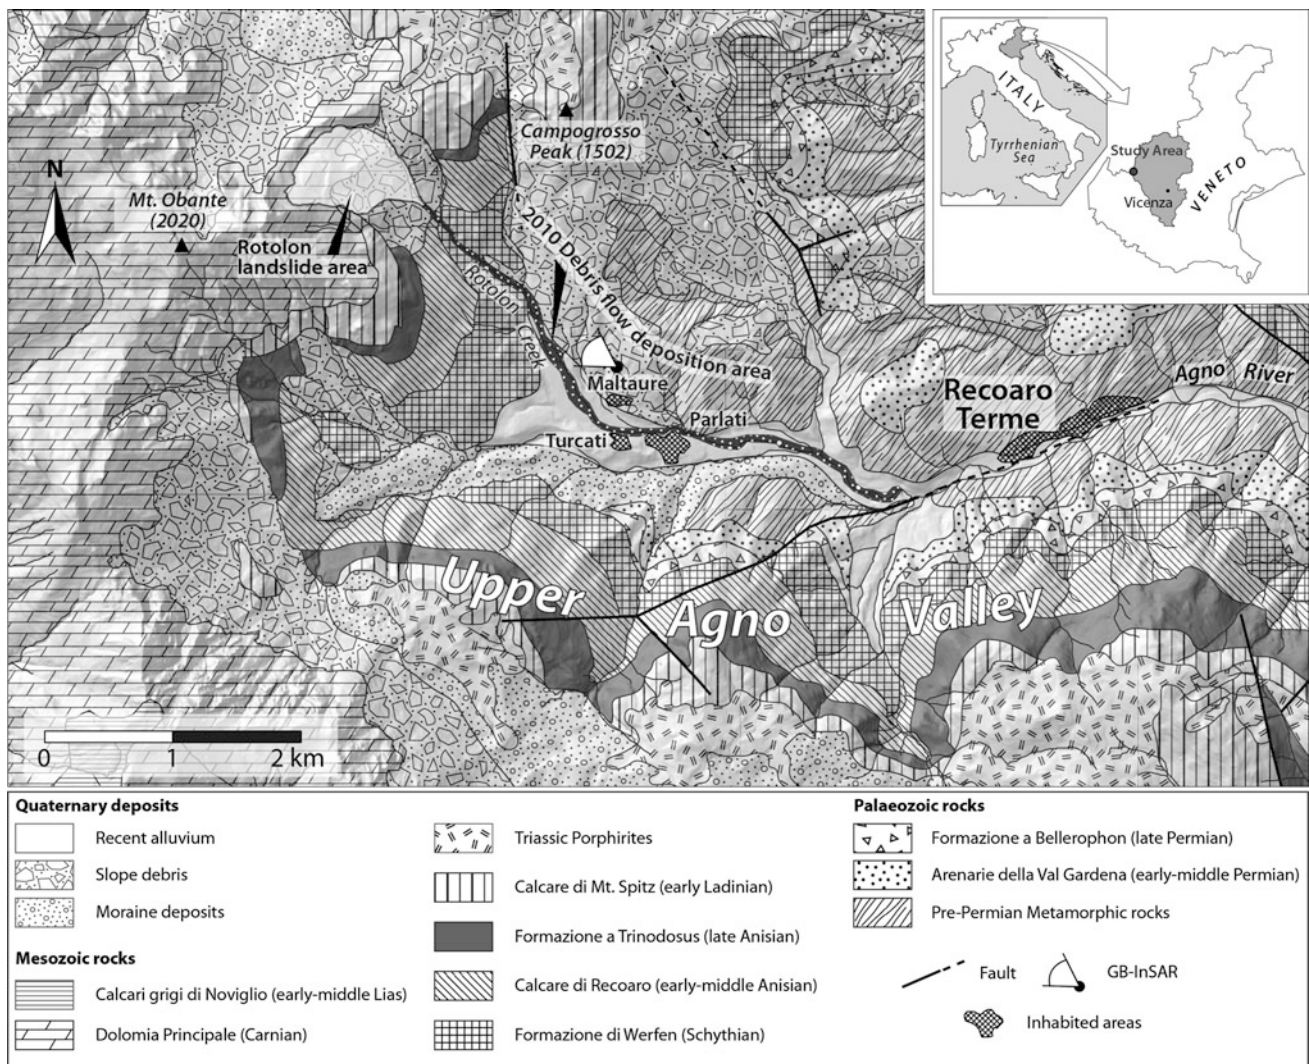 Campogrosso
Peak (1502)
N
Mt. Obante
(2020)
Rotolon
landslide area
Rotolon Creek
2010 Debris flow deposition area
Maltaure
Turcati
Parlati
Recoaro
Terme
Agno River
Upper Agno Valley
0 1 2 km
ITALY
Tyrrhenian
Sea
Study Area
Vicenza
VENETO
Quaternary deposits
Recent alluvium
Slope debris
Moraine deposits
Mesozoic rocks
Calcari grigi di Noviglio (early-middle Lias)
Dolomia Principale (Carnian)
Triassic Porphirites
Calcare di Mt. Spitz (early Ladinian)
Formazione a Trinodosus (late Anisian)
Calcare di Recoaro (early-middle Anisian)
Formazione di Werfen (Schythian)
Palaeozoic rocks
Formazione a Bellerophon (late Permian)
Arenarie della Val Gardena (early-middle Permian)
Pre-Permian Metamorphic rocks
Fault
GB-InSAR
Inhabited areas